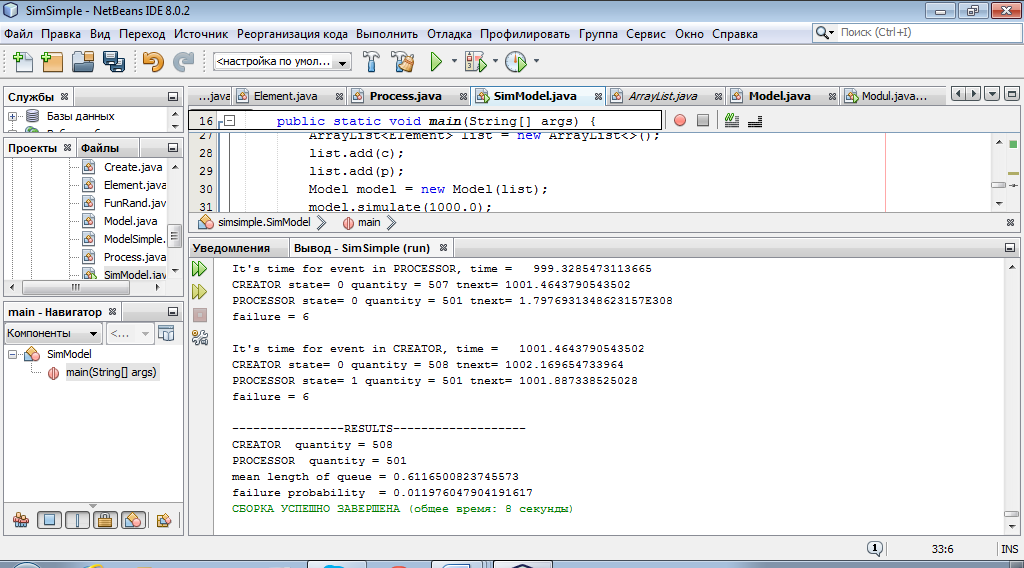 SimSimple - NetBeans IDE 8.0.2
Файл Правка Вид Переход Источник Реорганизация кода Выполнить Отладка Профилировать Группа Сервис Окно Справка
Поиск (Ctrl+I)
<настройка по умол...
Службы
Базы данных
Проекты Файлы
Create.java
Element.java
FunRand.jav
Model.java
ModelSimple.
Process.java
SimModel.jav
main - Навигатор
Компоненты <...
SimModel
main(String[] args)
...java Element.java Process.java SimModel.java ArrayList.java Model.java Modul.java...
16 public static void main(String[] args) {
27 ArrayList<Element> list = new ArrayList<>();
28 list.add(c);
29 list.add(p);
30 Model model = new Model(list);
31 model.simulate(1000.0);
simsimple.SimModel main
Уведомления Вывод - SimSimple (run)
It's time for event in PROCESSOR, time =   999.3285473113665
CREATOR state= 0 quantity = 507 tnext= 1001.4643790543502
PROCESSOR state= 0 quantity = 501 tnext= 1.7976931348623157E308
failure = 6
It's time for event in CREATOR, time =   1001.4643790543502
CREATOR state= 0 quantity = 508 tnext= 1002.169654733964
PROCESSOR state= 1 quantity = 501 tnext= 1001.887338525028
failure = 6
----------------RESULTS-------------------
CREATOR  quantity = 508
PROCESSOR  quantity = 501
mean length of queue = 0.6116500823745573
failure probability  = 0.011976047904191617
СБОРКА УСПЕШНО ЗАВЕРШЕНА (общее время: 8 секунды)
1 33:6 INS